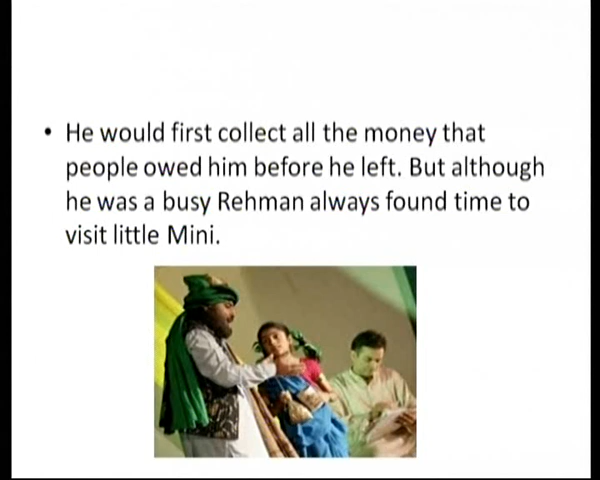 • He would first collect all the money that
people owed him before he left. But although
he was a busy Rehman always found time to
visit little Mini.